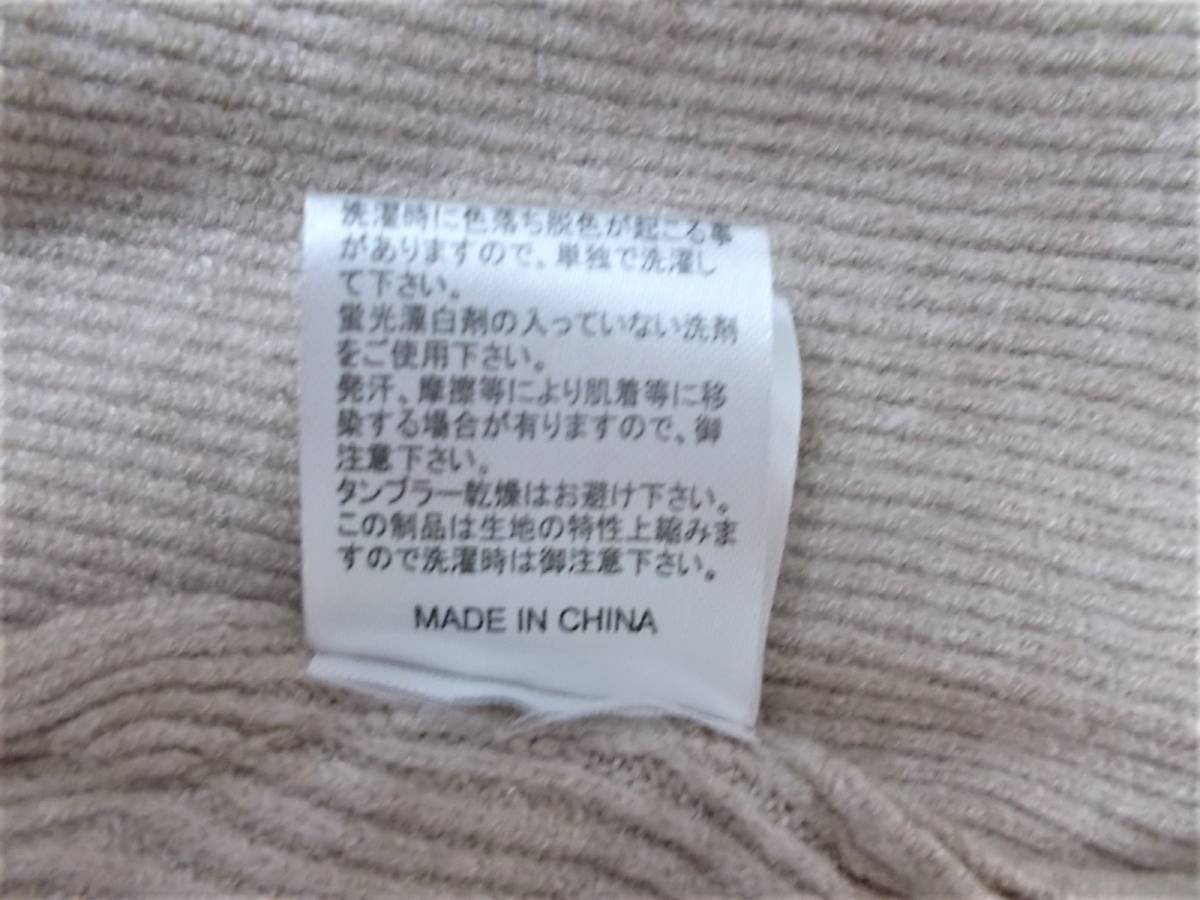 洗濯時に色落ち脱色が起こる事
がありますので、単独で洗濯し
て下さい。
蛍光漂白剤の入っていない洗剤
をご使用下さい。
発汗、摩擦等により肌着等に移
染する場合が有りますので、御
注意下さい。
タンブラー乾燥はお避け下さい。
この制品は生地の特性上縮みま
すので洗濯時は御注意下さい。
MADE IN CHINA